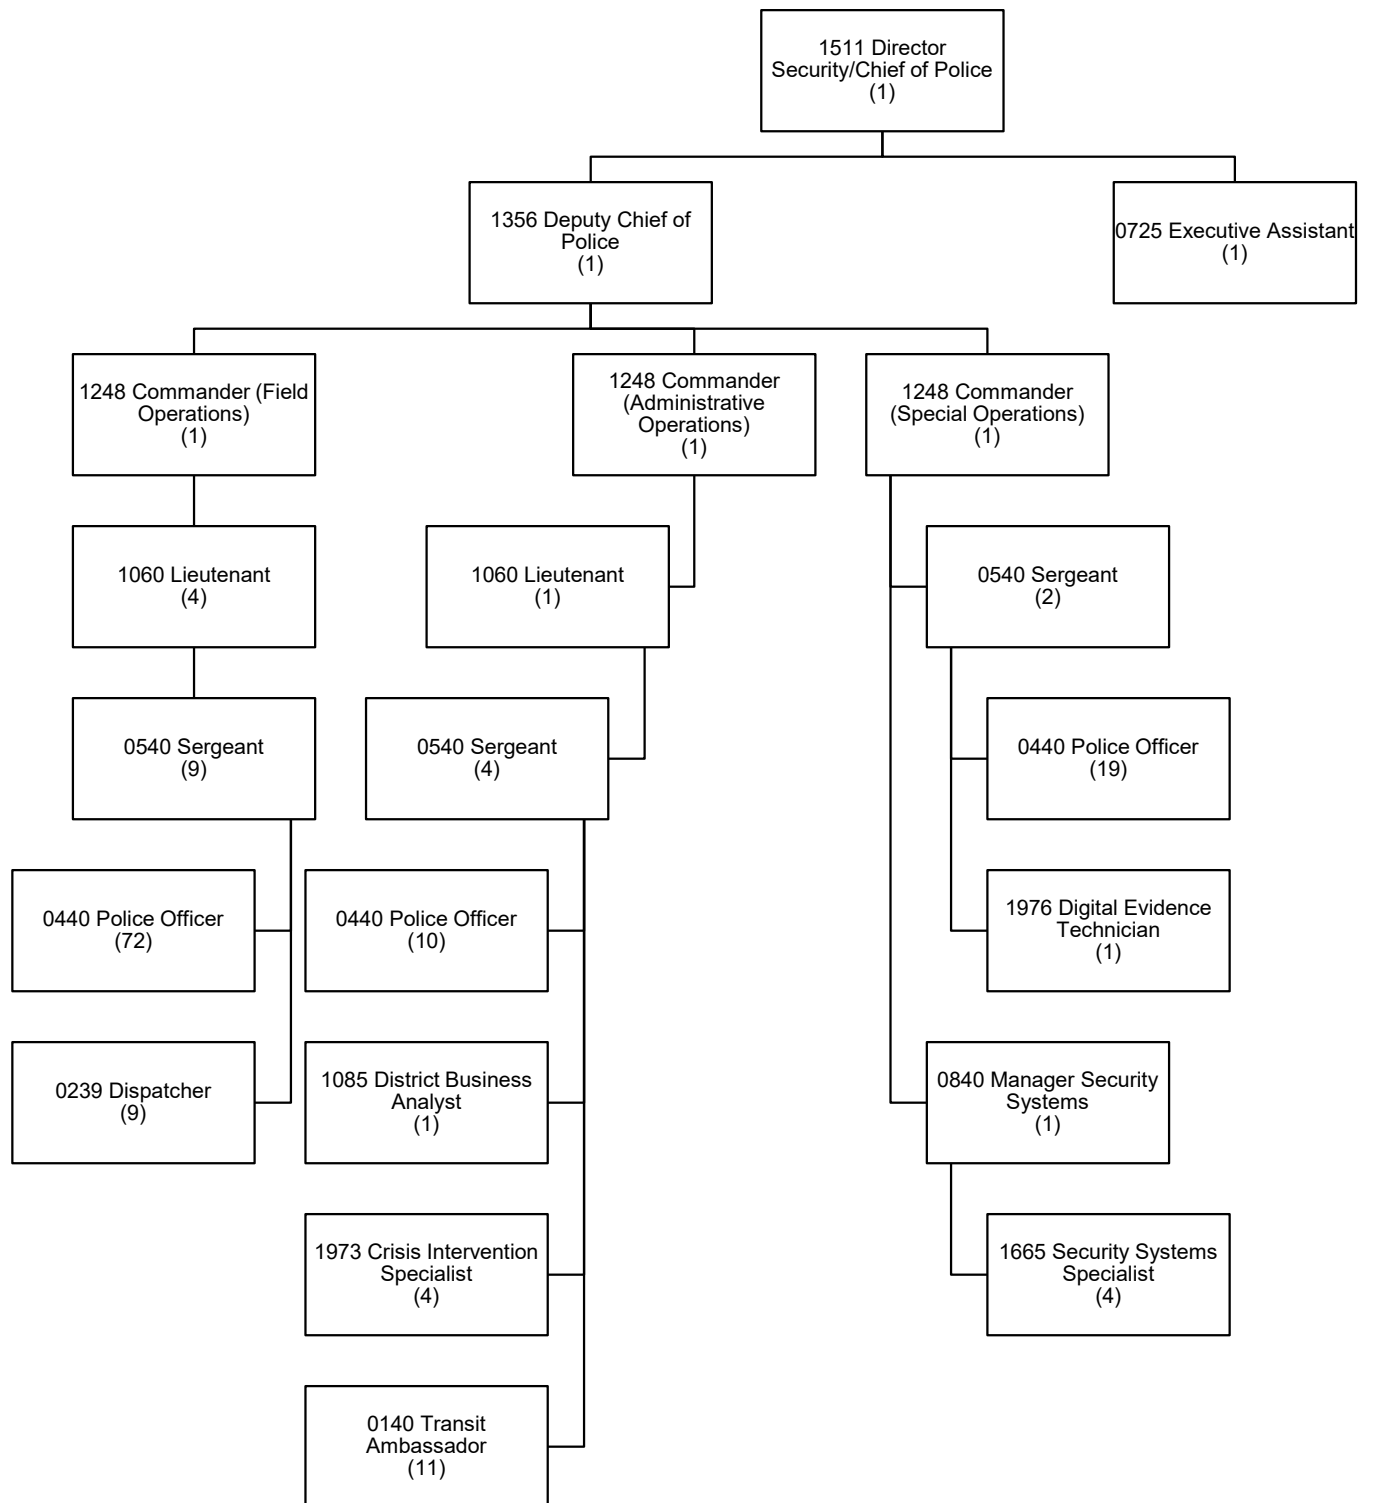 1511 Director
Security/Chief of Police
(1)
1356 Deputy Chief of
Police
(1)
0725 Executive Assistant
(1)
1248 Commander (Field
Operations)
(1)
1248 Commander
(Administrative
Operations)
(1)
1248 Commander
(Special Operations)
(1)
1060 Lieutenant
(4)
1060 Lieutenant
(1)
0540 Sergeant
(2)
0540 Sergeant
(9)
0540 Sergeant
(4)
0440 Police Officer
(19)
0440 Police Officer
(72)
0440 Police Officer
(10)
1976 Digital Evidence
Technician
(1)
0239 Dispatcher
(9)
1085 District Business
Analyst
(1)
0840 Manager Security
Systems
(1)
1973 Crisis Intervention
Specialist
(4)
1665 Security Systems
Specialist
(4)
0140 Transit
Ambassador
(11)